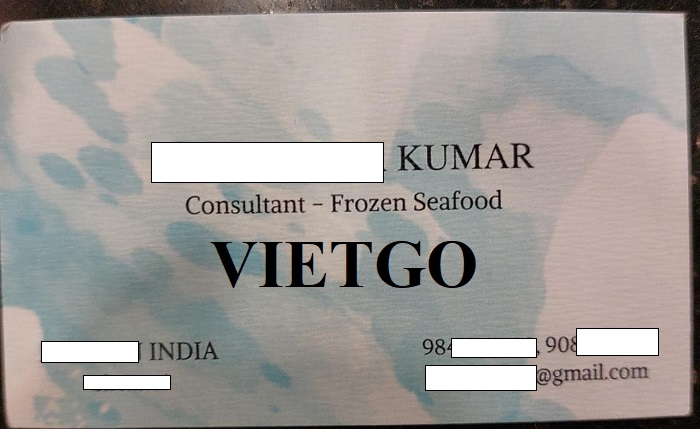 KUMAR
Consultant – Frozen Seafood
VIETGO
INDIA
984 , 908
@gmail.com